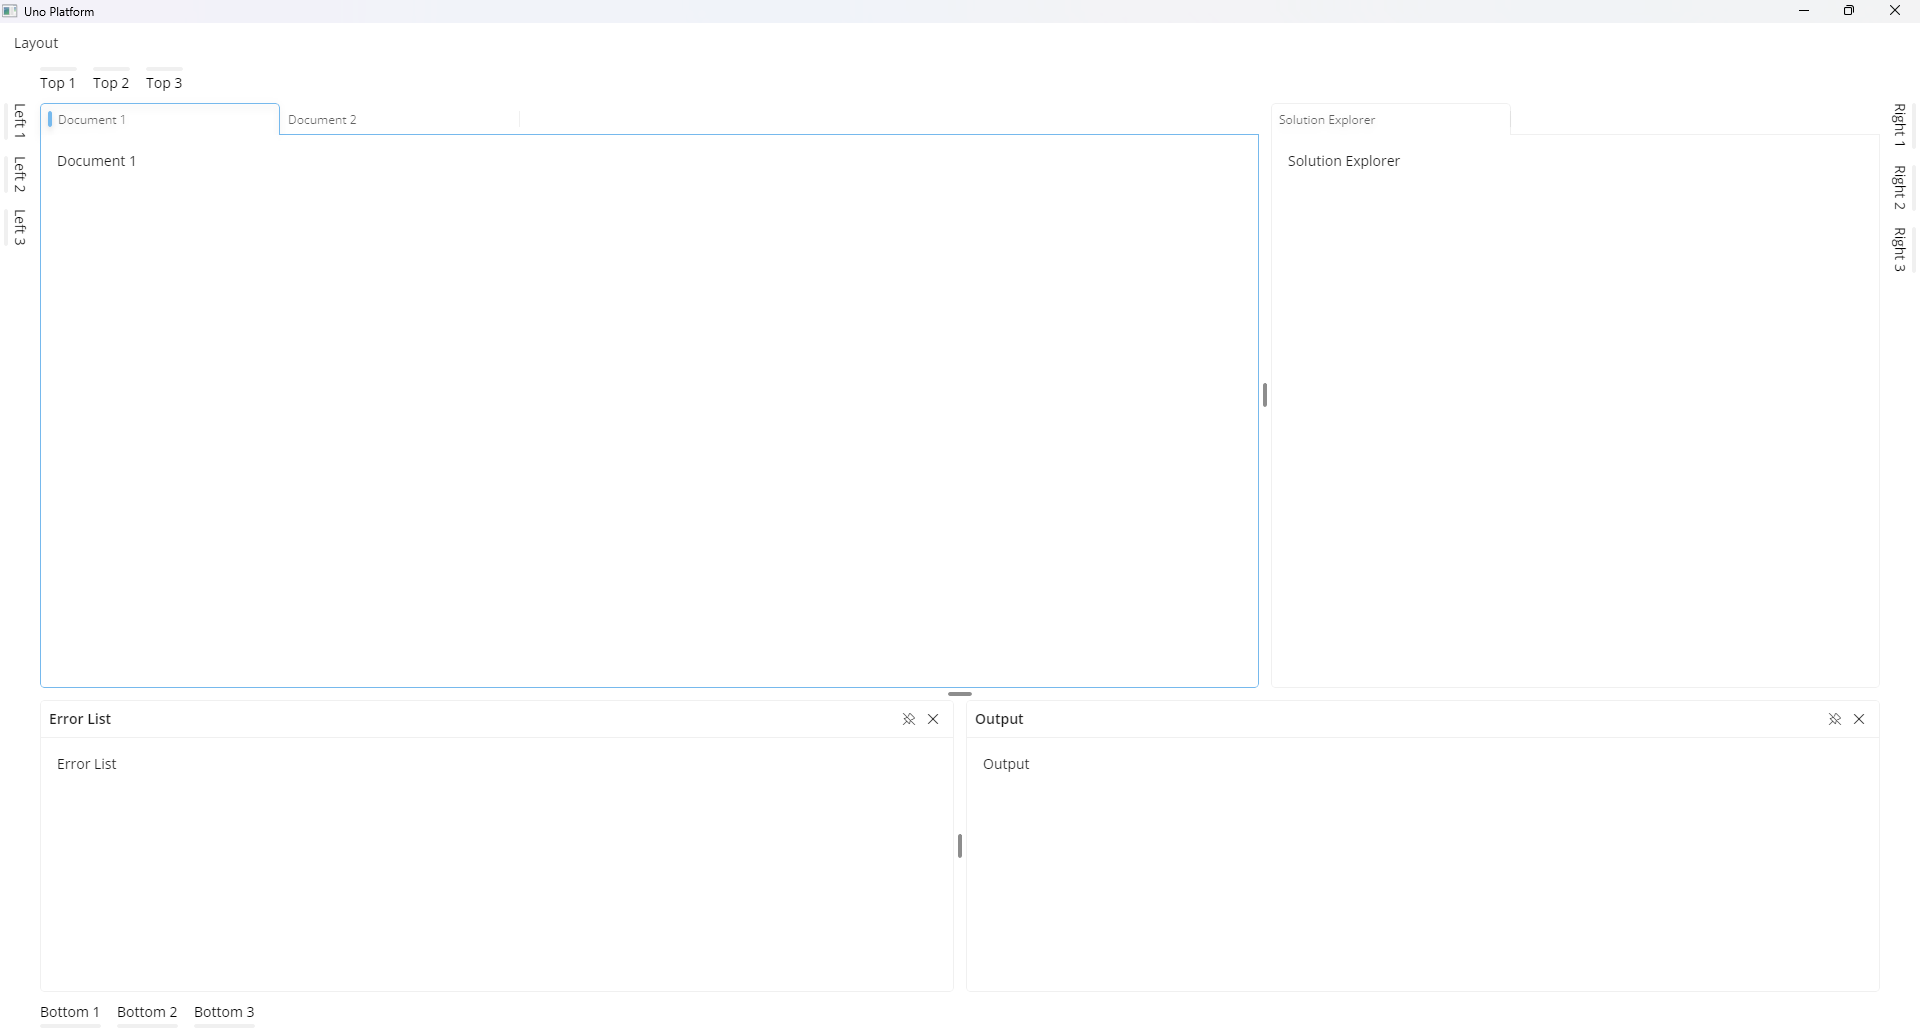 Uno Platform
Layout
Top 1 Top 2 Top 3
Left 1
Left 2
Left 3
Document 1 Document 2
Document 1
Solution Explorer
Solution Explorer
Right 1
Right 2
Right 3
Error List
Error List
Output
Output
Bottom 1 Bottom 2 Bottom 3